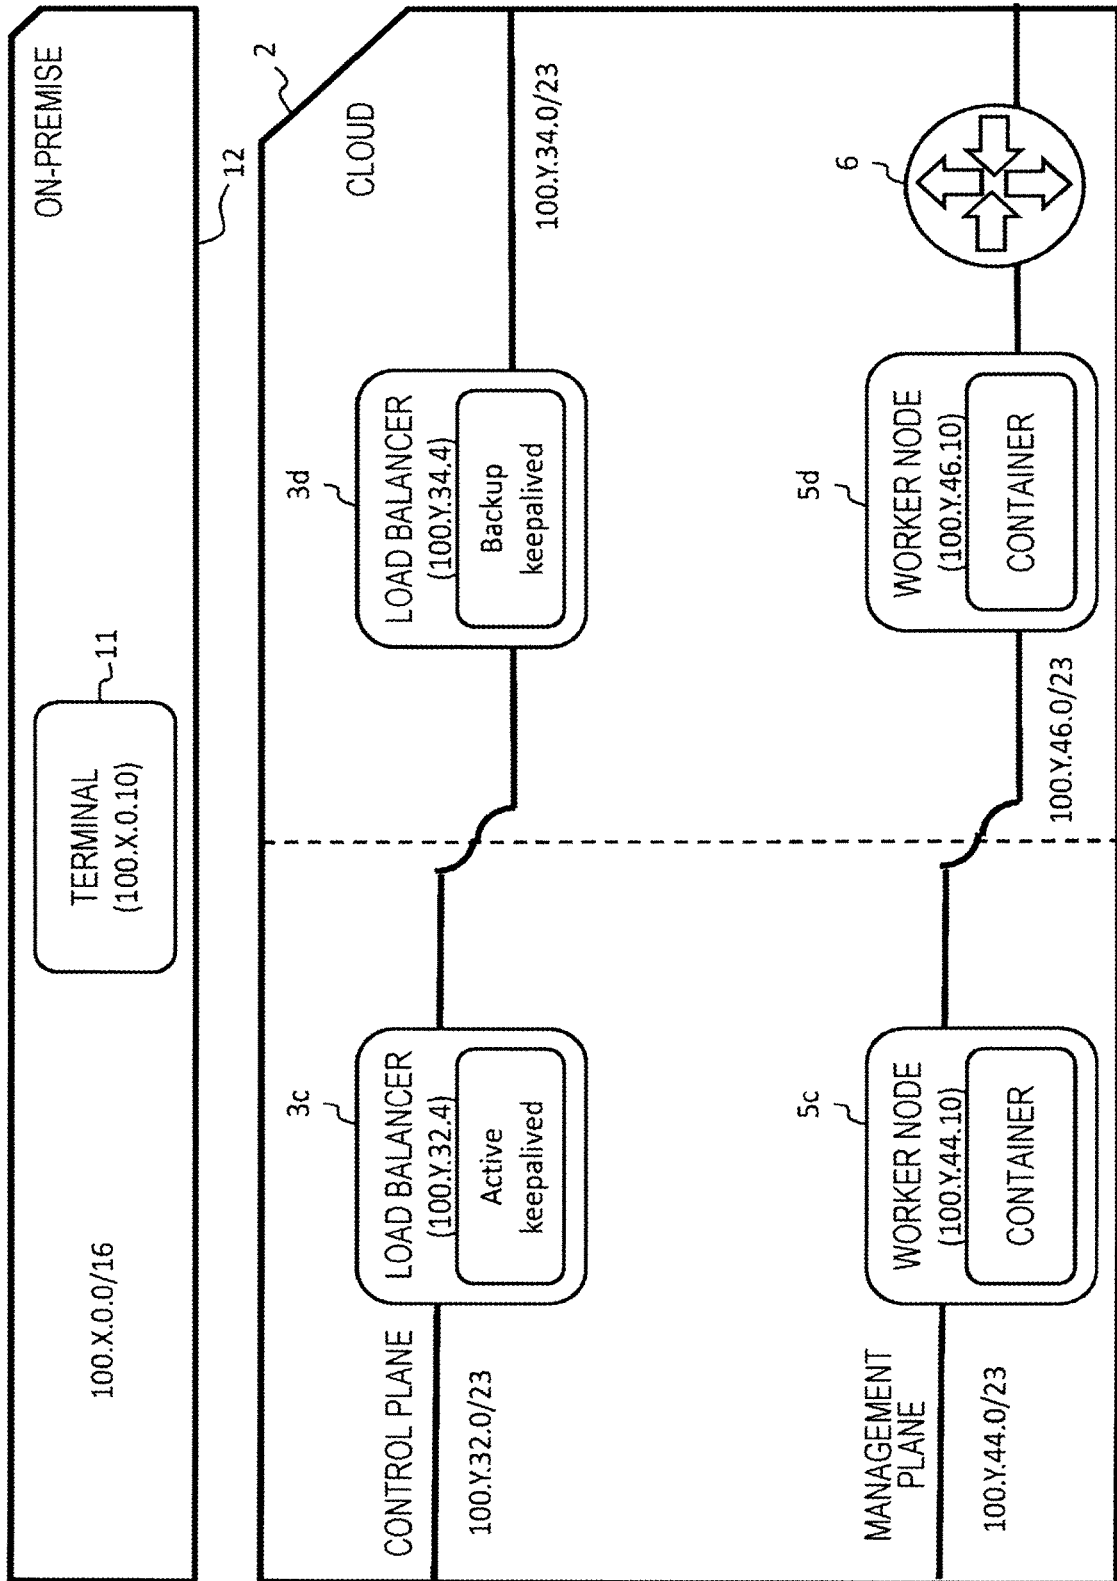 ON-PREMISE
100.X.0.0/16
TERMINAL
(100.X.0.10)
11
12
2
CLOUD
CONTROL PLANE
100.Y.32.0/23
3c
LOAD BALANCER
(100.Y.32.4)
Active
keepalived
3d
LOAD BALANCER
(100.Y.34.4)
Backup
keepalived
100.Y.34.0/23
MANAGEMENT
PLANE
100.Y.44.0/23
5c
WORKER NODE
(100.Y.44.10)
CONTAINER
100.Y.46.0/23
5d
WORKER NODE
(100.Y.46.10)
CONTAINER
6